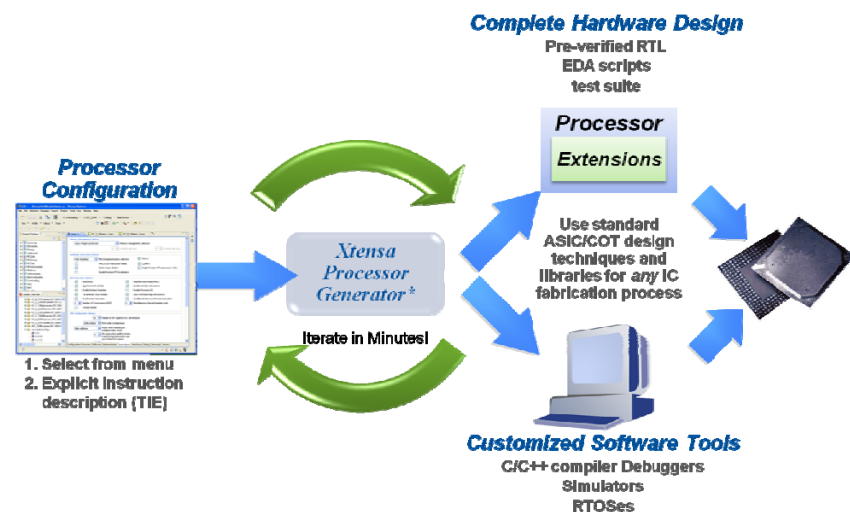 Complete Hardware Design
Pre-verified RTL
EDA scripts
test suite
Processor
Extensions
Processor
Configuration
1. Select from menu
2. Explicit instruction
description (TIE)
Xtensa
Processor
Generator*
Iterate in Minutes!
Use standard
ASIC/COT design
techniques and
libraries for any IC
fabrication process
Customized Software Tools
C/C++ compiler Debuggers
Simulators
RTOSes